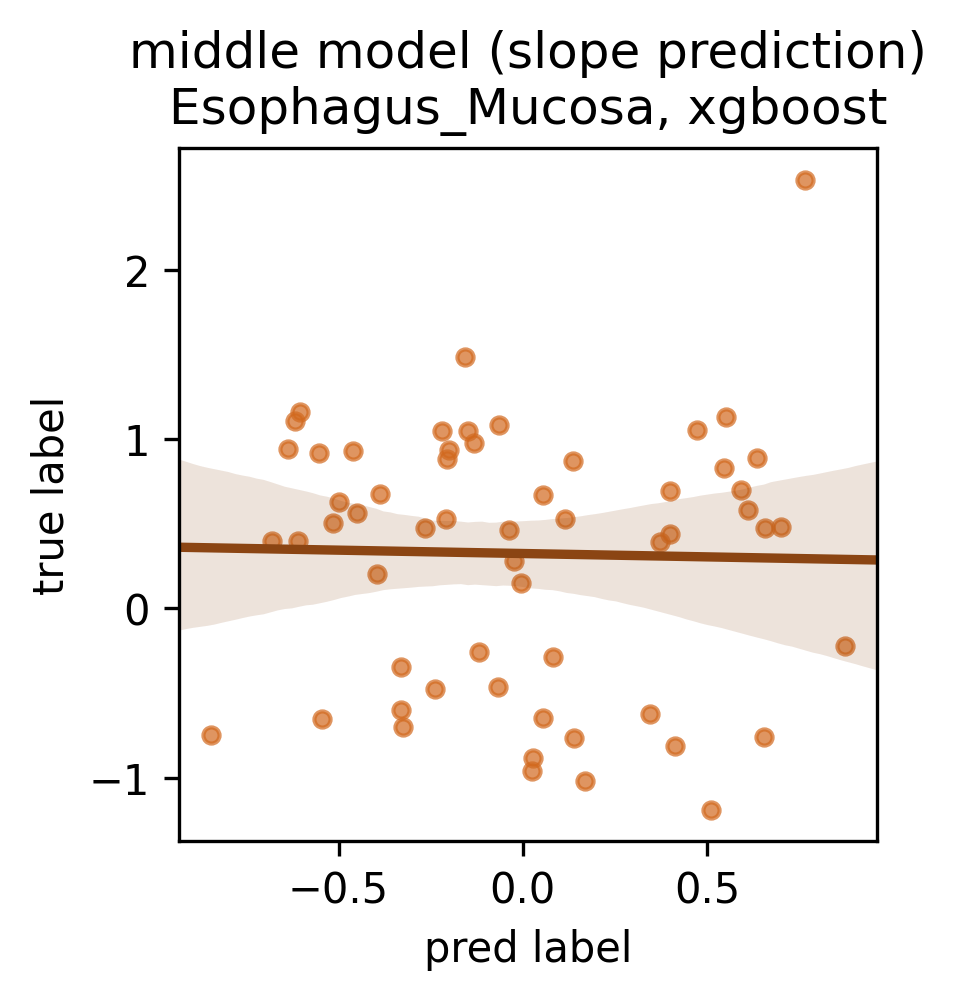 middle model (slope prediction)
Esophagus_Mucosa, xgboost
2
1
0
−1
true label
−0.5 0.0 0.5
pred label